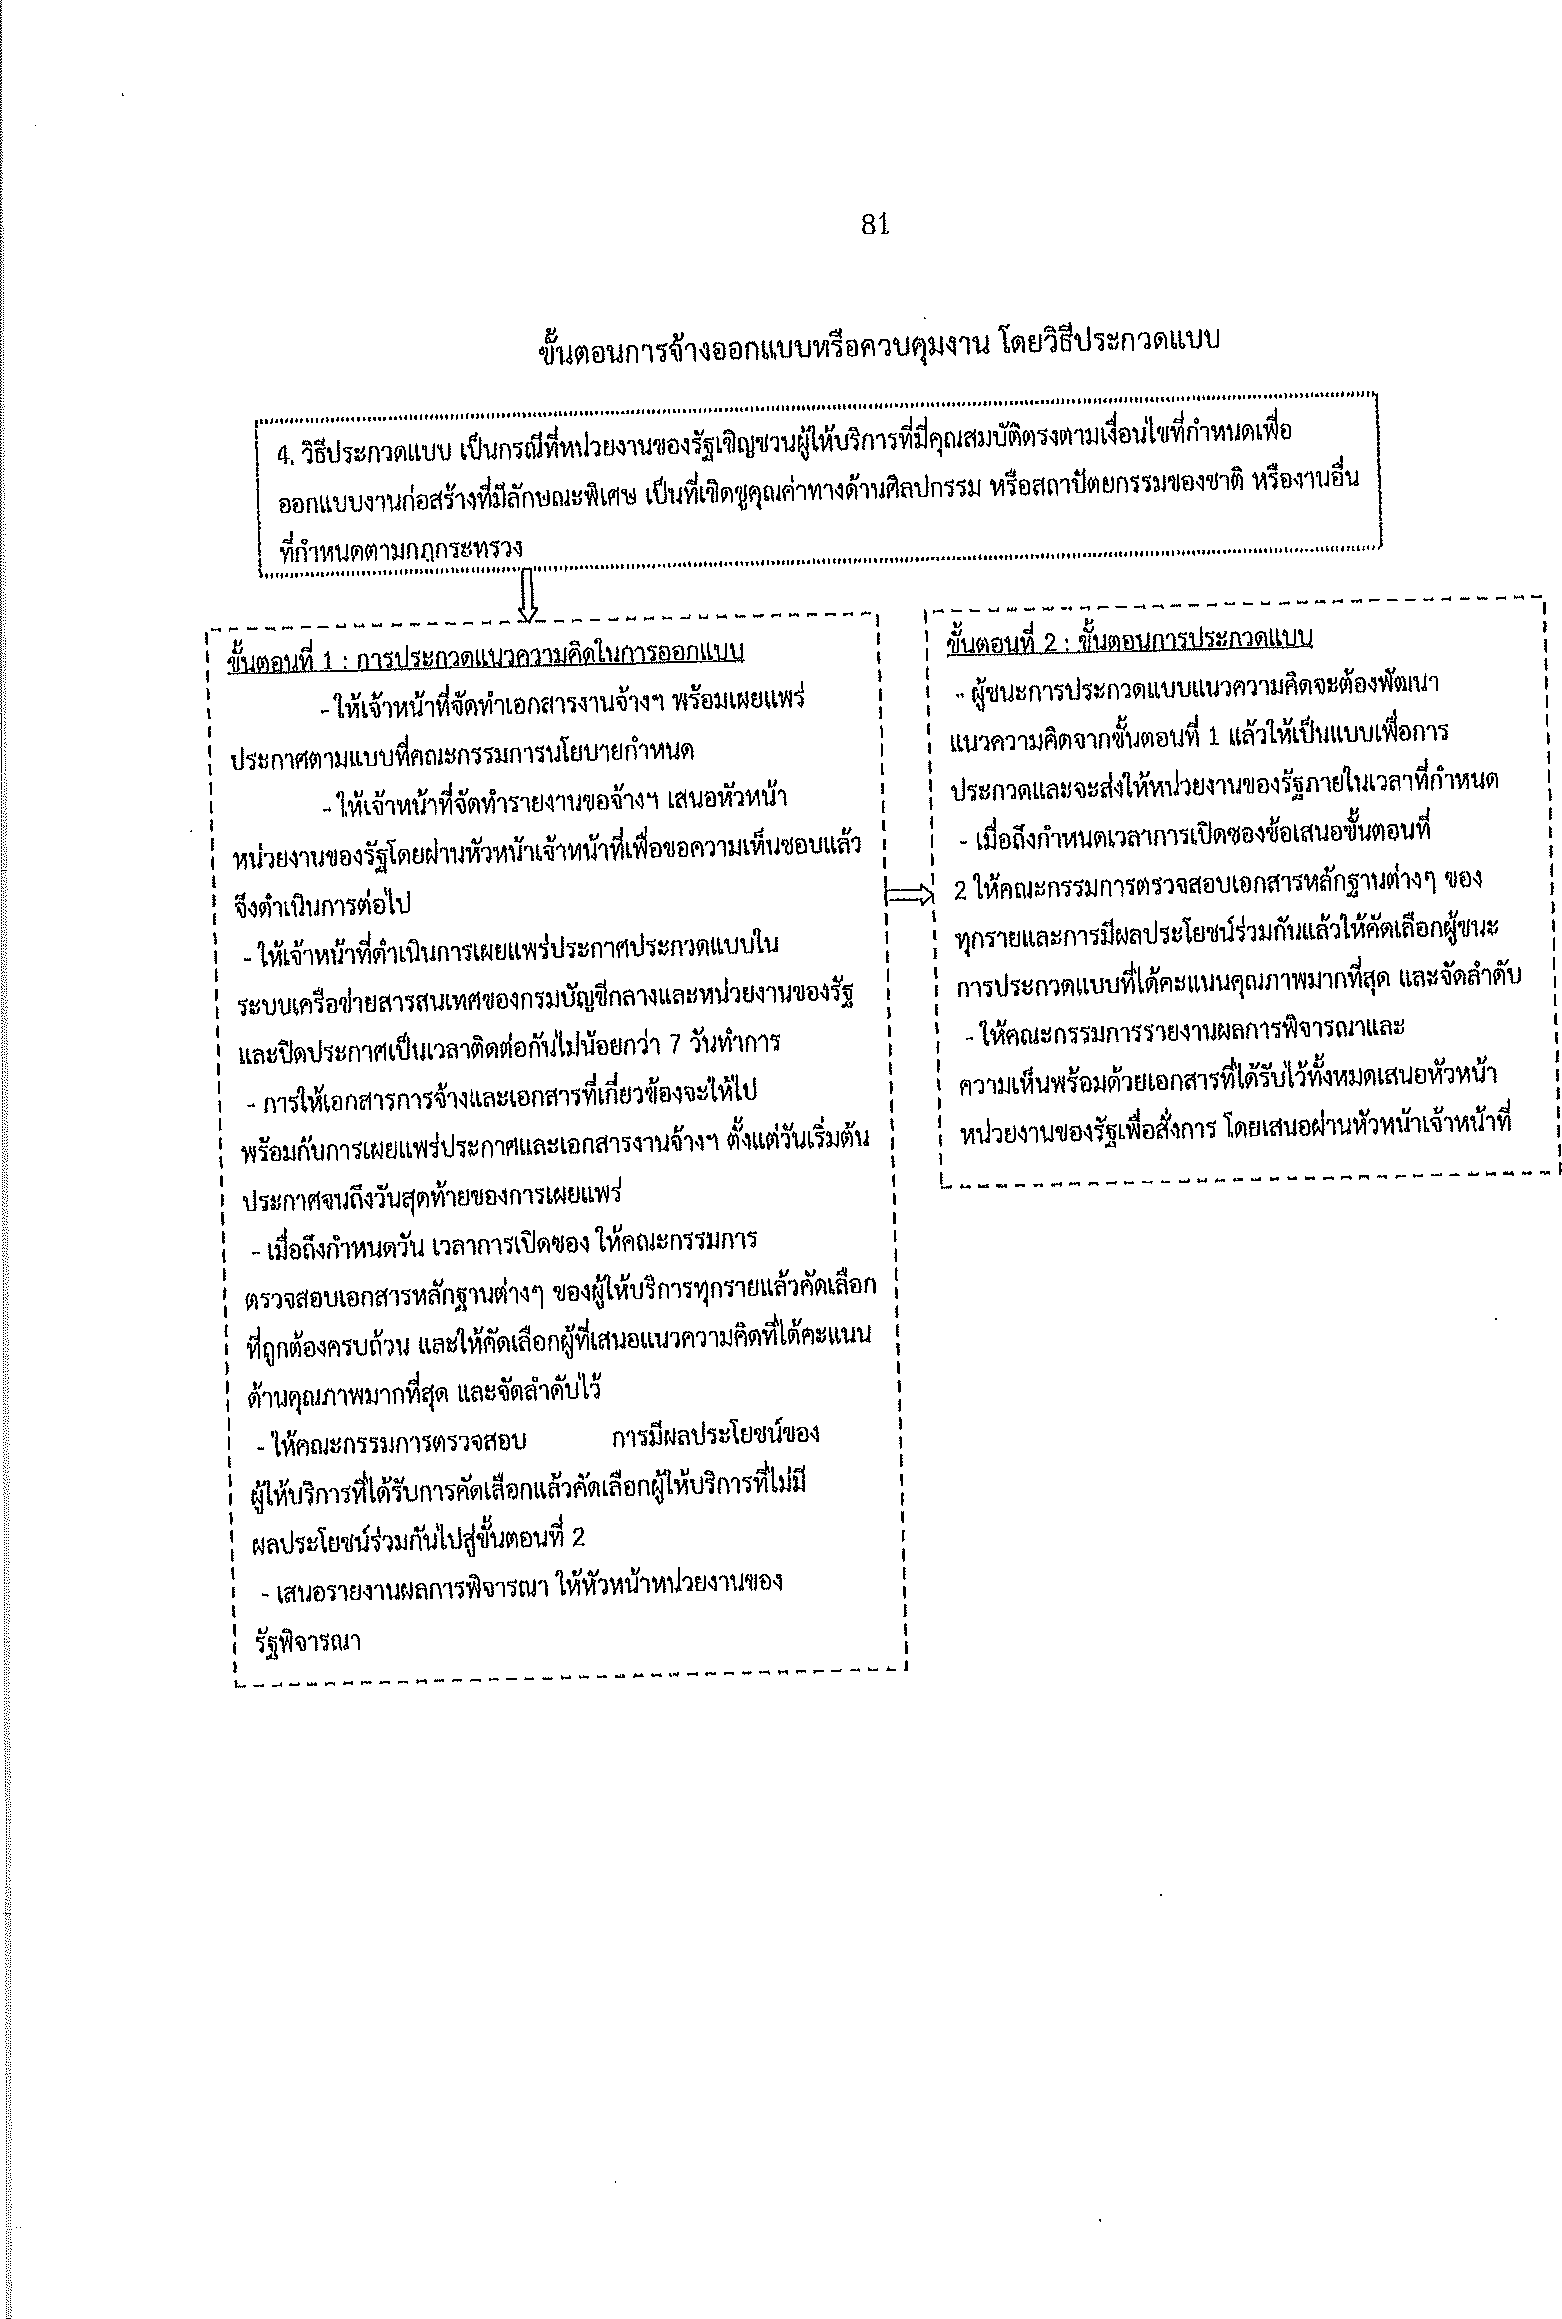 81
ขั้นตอนการจ้างออกแบบหรือควบคุมงาน โดยวิธีประกวดแบบ
4. วิธีประกวดแบบ เป็นกรณีที่หน่วยงานของรัฐเชิญชวนผู้ให้บริการที่มีคุณสมบัติตรงตามเงื่อนไขที่กำหนดเพื่อ
ออกแบบงานก่อสร้างที่มีลักษณะพิเศษ เป็นที่เชิดชูคุณค่าทางด้านศิลปกรรม หรือสถาปัตยกรรมของชาติ หรืองานอื่น
ที่กำหนดตามกฎกระทรวง
ขั้นตอนที่ 1 : การประกวดแนวความคิดในการออกแบบ
- ให้เจ้าหน้าที่จัดทำเอกสารงานจ้างฯ พร้อมเผยแพร่
ประกาศตามแบบที่คณะกรรมการนโยบายกำหนด
- ให้เจ้าหน้าที่จัดทำรายงานขอจ้างฯ เสนอหัวหน้า
หน่วยงานของรัฐโดยผ่านหัวหน้าเจ้าหน้าที่เพื่อขอความเห็นชอบแล้ว
จึงดำเนินการต่อไป
- ให้เจ้าหน้าที่ดำเนินการเผยแพร่ประกาศประกวดแบบใน
ระบบเครือข่ายสารสนเทศของกรมบัญชีกลางและหน่วยงานของรัฐ
และปิดประกาศเป็นเวลาติดต่อกันไม่น้อยกว่า 7 วันทำการ
- การให้เอกสารการจ้างและเอกสารที่เกี่ยวข้องจะให้ไป
พร้อมกับการเผยแพร่ประกาศและเอกสารงานจ้างฯ ตั้งแต่วันเริ่มต้น
ประกาศจนถึงวันสุดท้ายของการเผยแพร่
- เมื่อถึงกำหนดวัน เวลาการเปิดซอง ให้คณะกรรมการ
ตรวจสอบเอกสารหลักฐานต่างๆ ของผู้ให้บริการทุกรายแล้วคัดเลือก
ที่ถูกต้องครบถ้วน และให้คัดเลือกผู้ที่เสนอแนวความคิดที่ได้คะแนน
ด้านคุณภาพมากที่สุด และจัดลำดับไว้
- ให้คณะกรรมการตรวจสอบ การมีผลประโยชน์ของ
ผู้ให้บริการที่ได้รับการคัดเลือกแล้วคัดเลือกผู้ให้บริการที่ไม่มี
ผลประโยชน์ร่วมกันไปสู่ขั้นตอนที่ 2
- เสนอรายงานผลการพิจารณา ให้หัวหน้าหน่วยงานของ
รัฐพิจารณา
ขั้นตอนที่ 2 : ขั้นตอนการประกวดแบบ
- ผู้ชนะการประกวดแบบแนวความคิดจะต้องพัฒนา
แนวความคิดจากขั้นตอนที่ 1 แล้วให้เป็นแบบเพื่อการ
ประกวดและจะส่งให้หน่วยงานของรัฐภายในเวลาที่กำหนด
- เมื่อถึงกำหนดเวลาการเปิดซองข้อเสนอขั้นตอนที่
2 ให้คณะกรรมการตรวจสอบเอกสารหลักฐานต่างๆ ของ
ทุกรายและการมีผลประโยชน์ร่วมกันแล้วให้คัดเลือกผู้ชนะ
การประกวดแบบที่ได้คะแนนคุณภาพมากที่สุด และจัดลำดับ
- ให้คณะกรรมการรายงานผลการพิจารณาและ
ความเห็นพร้อมด้วยเอกสารที่ได้รับไว้ทั้งหมดเสนอหัวหน้า
หน่วยงานของรัฐเพื่อสั่งการ โดยเสนอผ่านหัวหน้าเจ้าหน้าที่